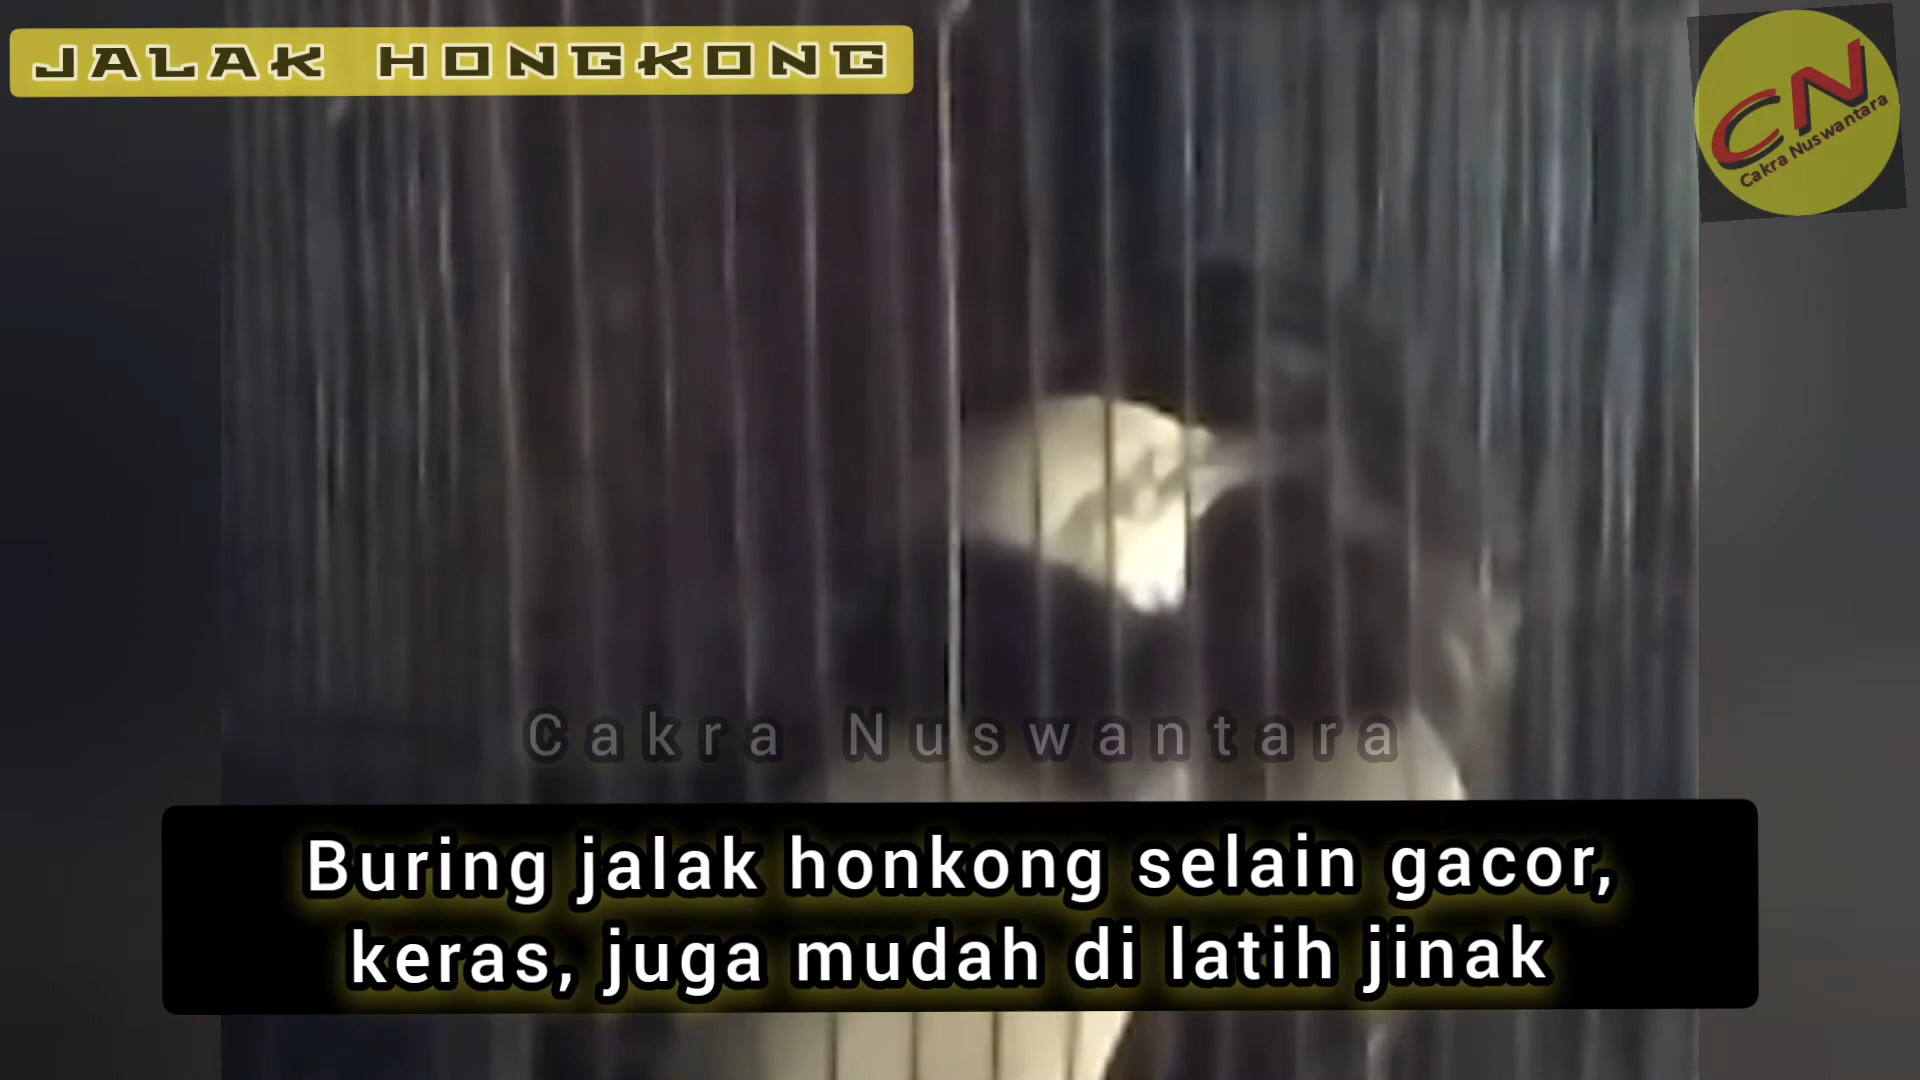 JALAK HONGKONG
CN
Cakra Nuswantara
Cakra Nuswantara
Buring jalak honkong selain gacor,
keras, juga mudah di latih jinak